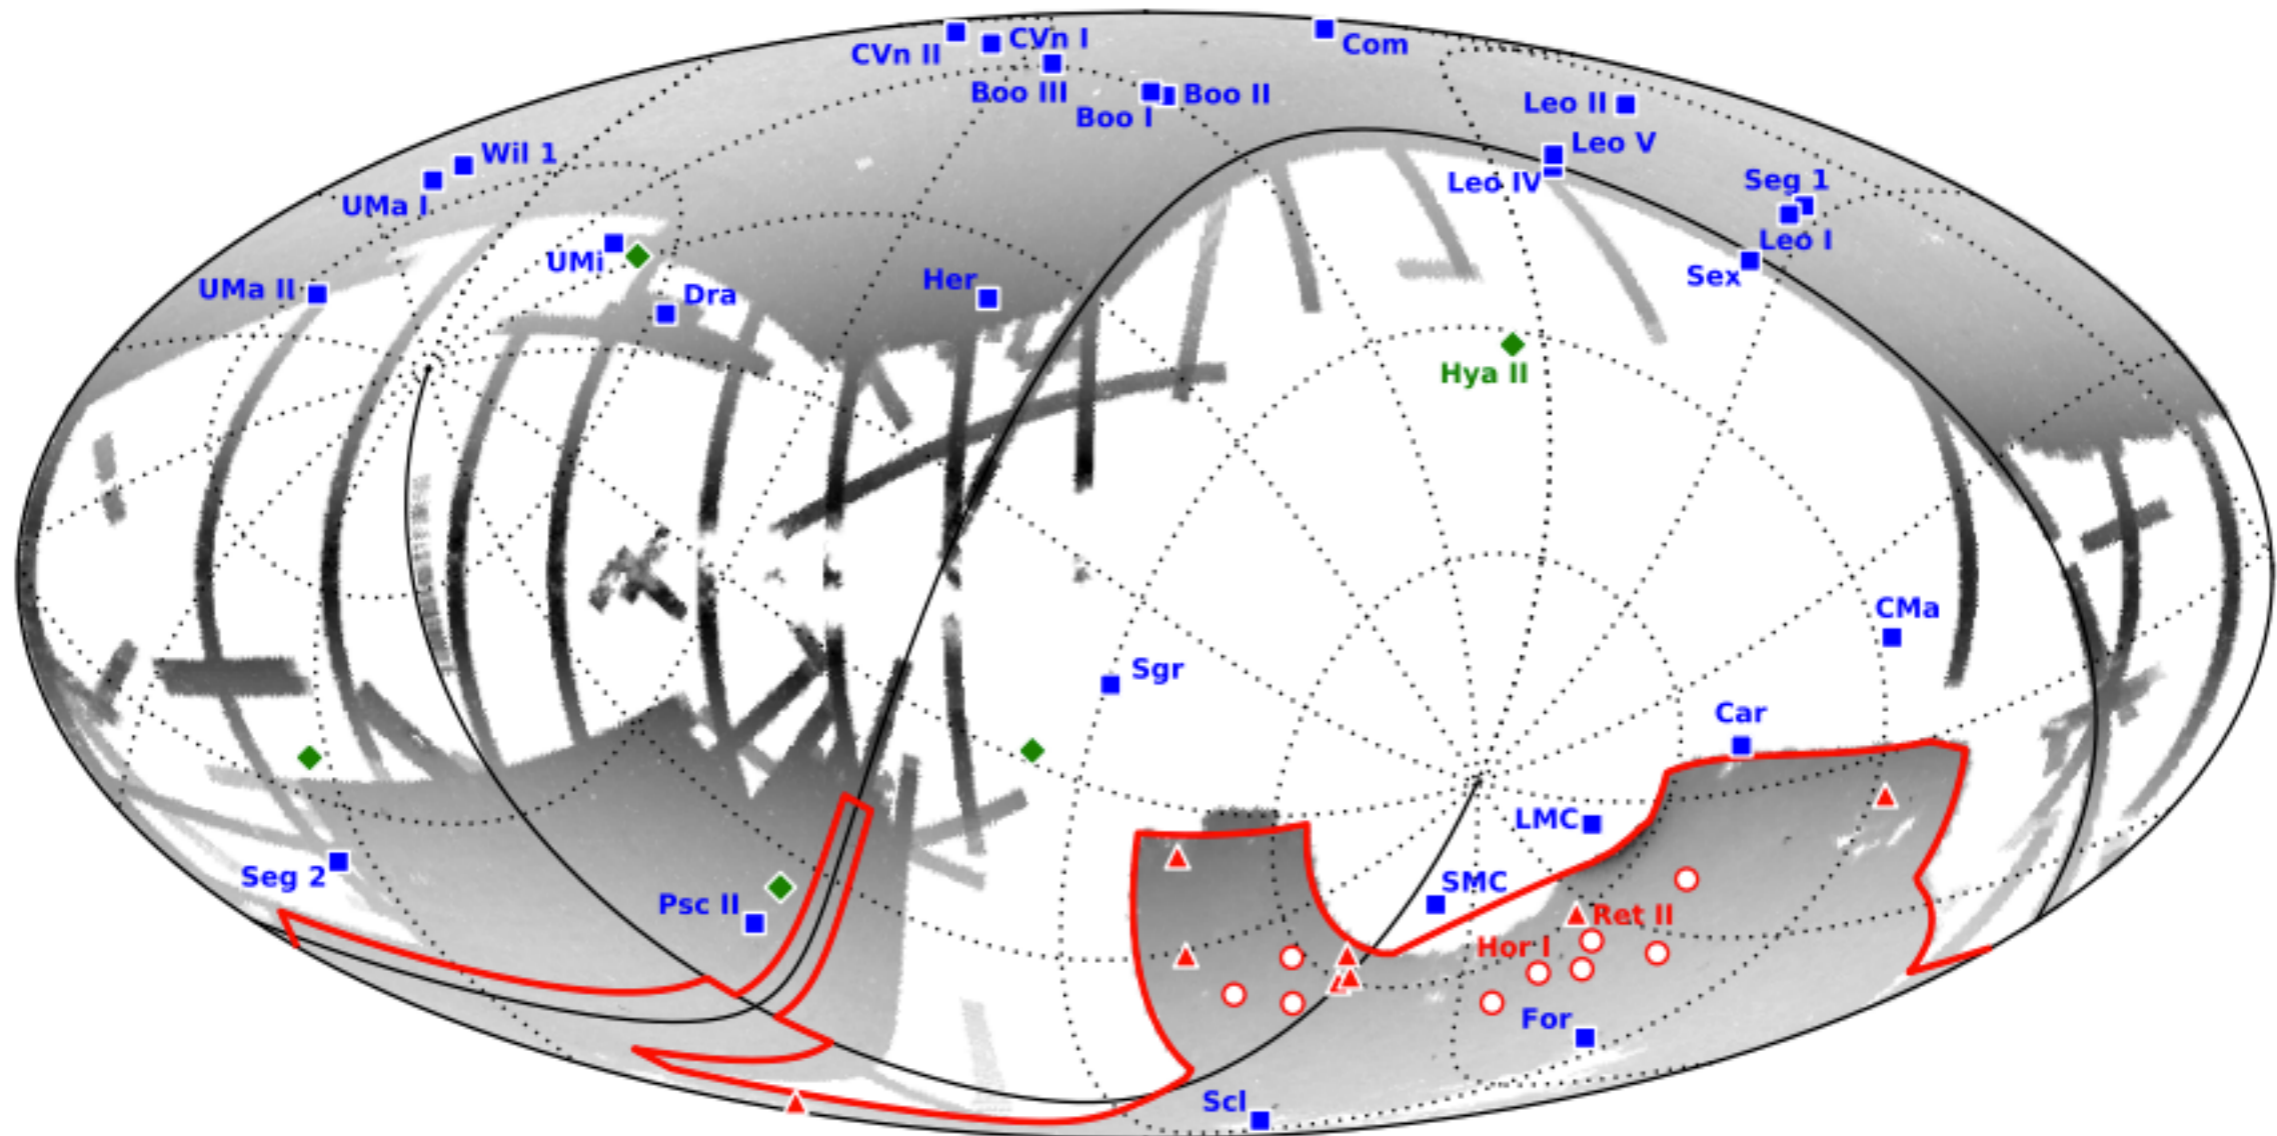 CVn II
CVn I
Com
Boo III
Boo II
Leo II
Boo I
Leo V
Wil 1
Leo IV
Seg 1
UMa I
Leo I
UMi
Sex
UMa II
Dra
Her
Hya II
CMa
Sgr
Car
LMC
Seg 2
SMC
Psc II
Ret II
Hor I
For
Scl